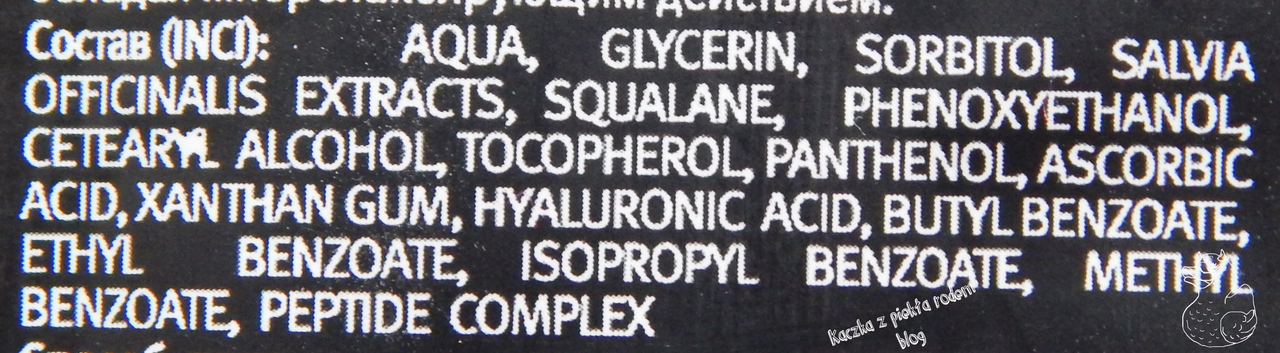 действием.
Состав (INCI): AQUA, GLYCERIN, SORBITOL, SALVIA
OFFICINALIS EXTRACTS, SQUALANE, PHENOXYETHANOL,
CETEARYL ALCOHOL, TOCOPHEROL, PANTHENOL, ASCORBIC
ACID, XANTHAN GUM, HYALURONIC ACID, BUTYL BENZOATE,
ETHYL BENZOATE, ISOPROPYL BENZOATE, METHYL
BENZOATE, PEPTIDE COMPLEX
Kaczka z piekła rodem
blog